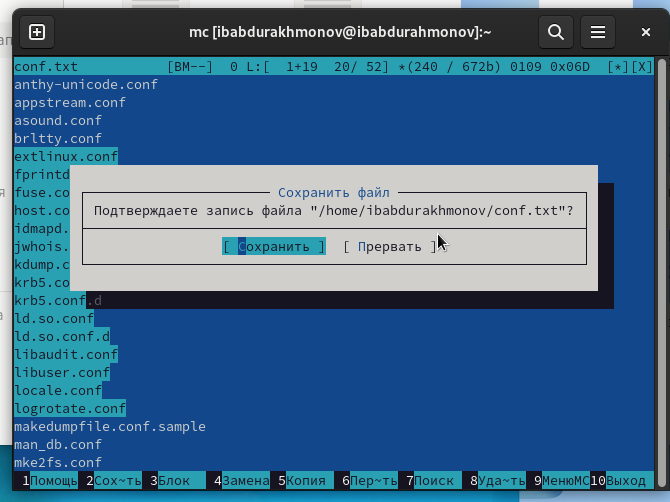 mc [ibabdurakhmonov@ibabdurahmonov]:~
conf.txt [BM--] 0 L:[ 1+19 20/ 52] *(240 / 672b) 0109 0x06D [*][X]
anthy-unicode.conf
appstream.conf
asound.conf
brltty.conf
extlinux.conf
fprintd
fuse.co
Сохранить файл
host.co
Подтверждаете запись файла "/home/ibabdurakhmonov/conf.txt"?
idmapd.
jwhois.
[ Сохранить ] [ Прервать ]
kdump.c
krb5.co
krb5.conf.d
ld.so.conf
ld.so.conf.d
libaudit.conf
libuser.conf
locale.conf
logrotate.conf
makedumpfile.conf.sample
man_db.conf
mke2fs.conf
1Помощь 2Сох~ть 3Блок 4Замена 5Копия 6Пер~ть 7Поиск 8Уда~ть 9МенюMC 10Выход